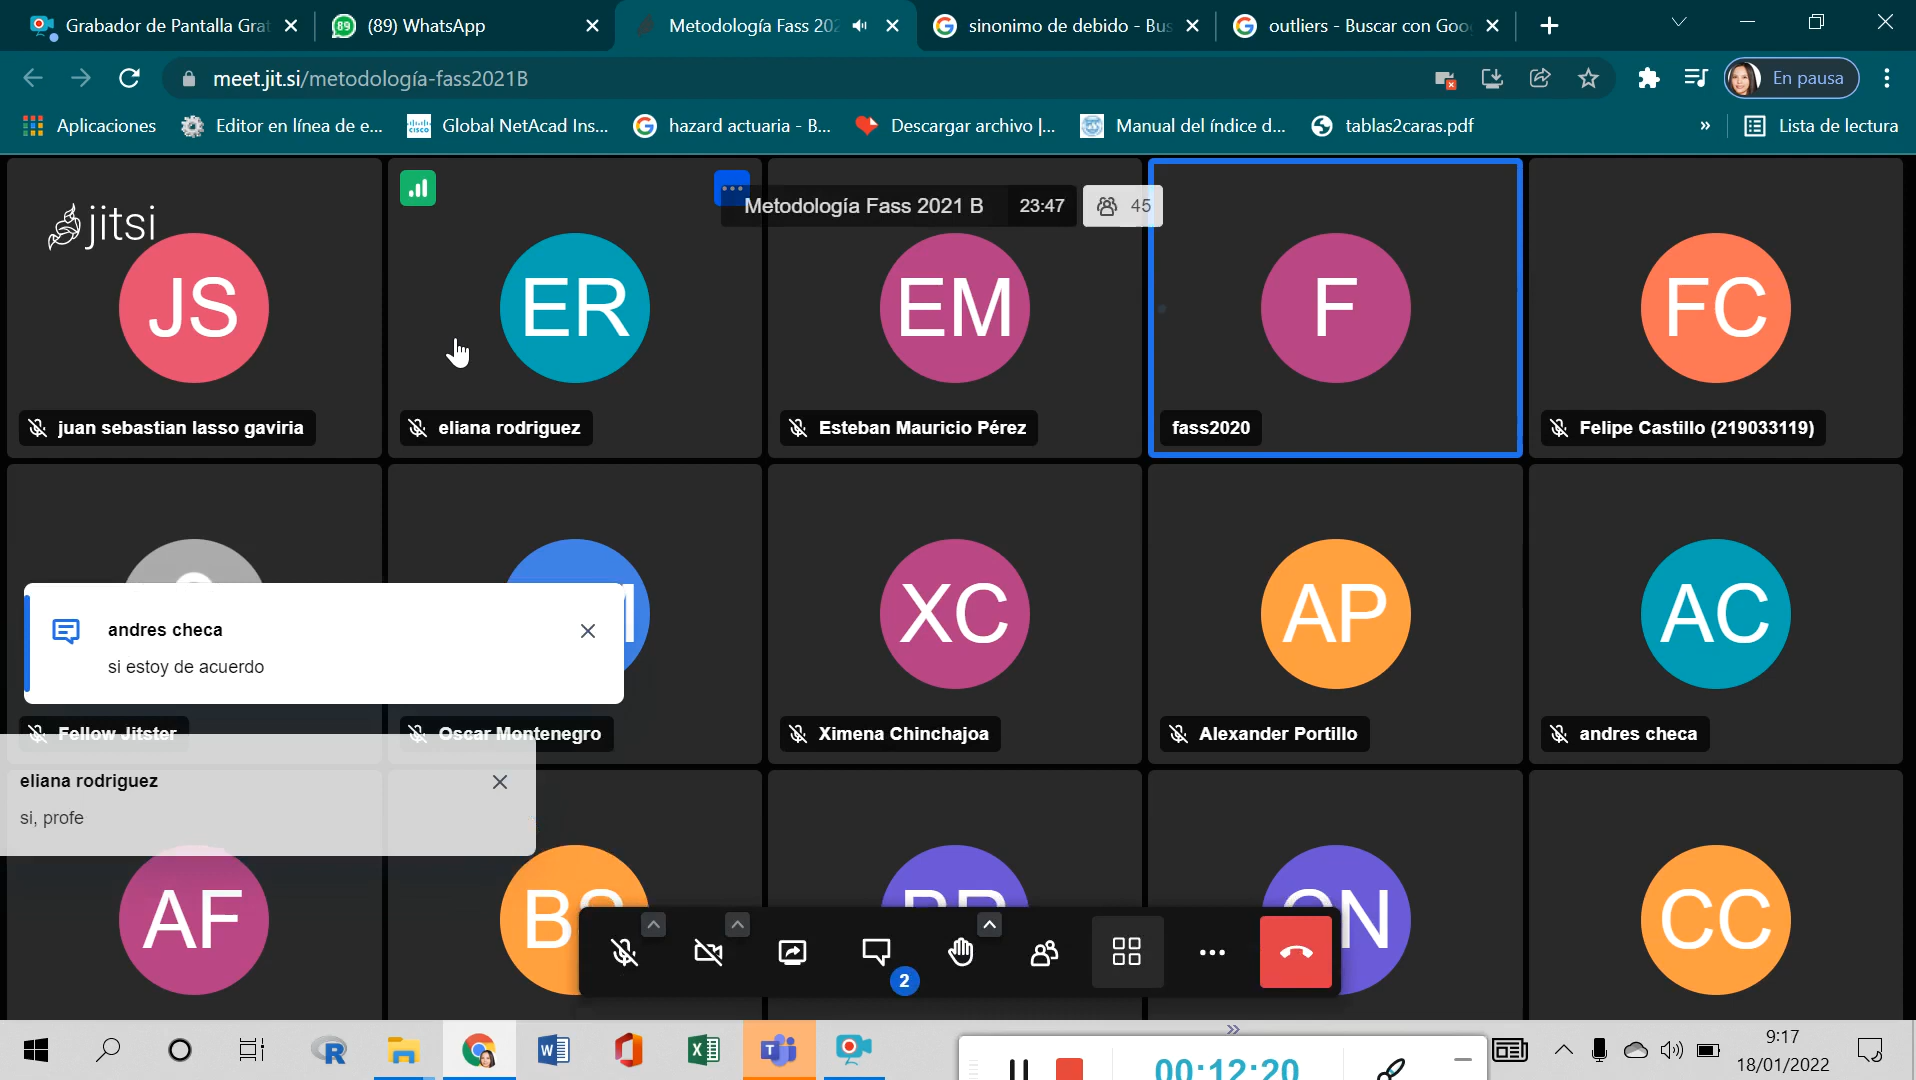 Grabador de Pantalla Grat
(89) WhatsApp
Metodología Fass 202
sinonimo de debido - Bus
outliers - Buscar con Goo
meet.jit.si/metodología-fass2021B
En pausa
Aplicaciones
Editor en línea de e...
Global NetAcad Ins...
hazard actuaria - B...
Descargar archivo |...
Manual del índice d...
tablas2caras.pdf
»
Lista de lectura
jitsi
Metodología Fass 2021 B
23:47
45
JS
ER
EM
F
FC
juan sebastian lasso gaviria
eliana rodriguez
Esteban Mauricio Pérez
fass2020
Felipe Castillo (219033119)
XC
AP
AC
andres checa
si estoy de acuerdo
Fellow Jitster
Oscar Montenegro
Ximena Chinchajoa
Alexander Portillo
andres checa
eliana rodriguez
si, profe
AF
CC
2
00:12:20
9:17
18/01/2022